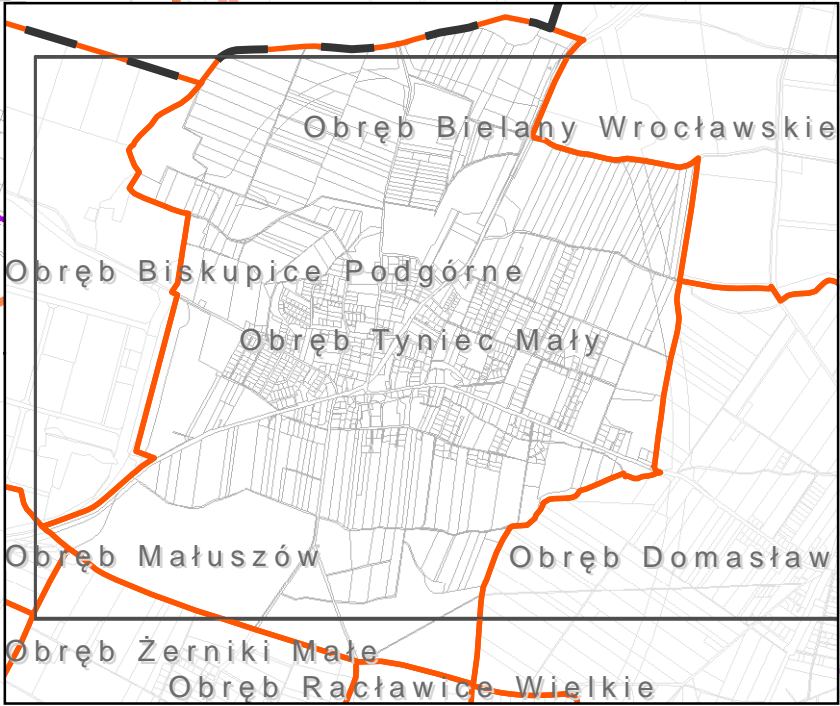 Obręb Bielany Wrocławskie
Obręb Biskupice Podgórne
Obręb Tyniec Mały
Obręb Małuszów
Obręb Domasław
Obręb Żerniki Małe
Obręb Racławice Wielkie